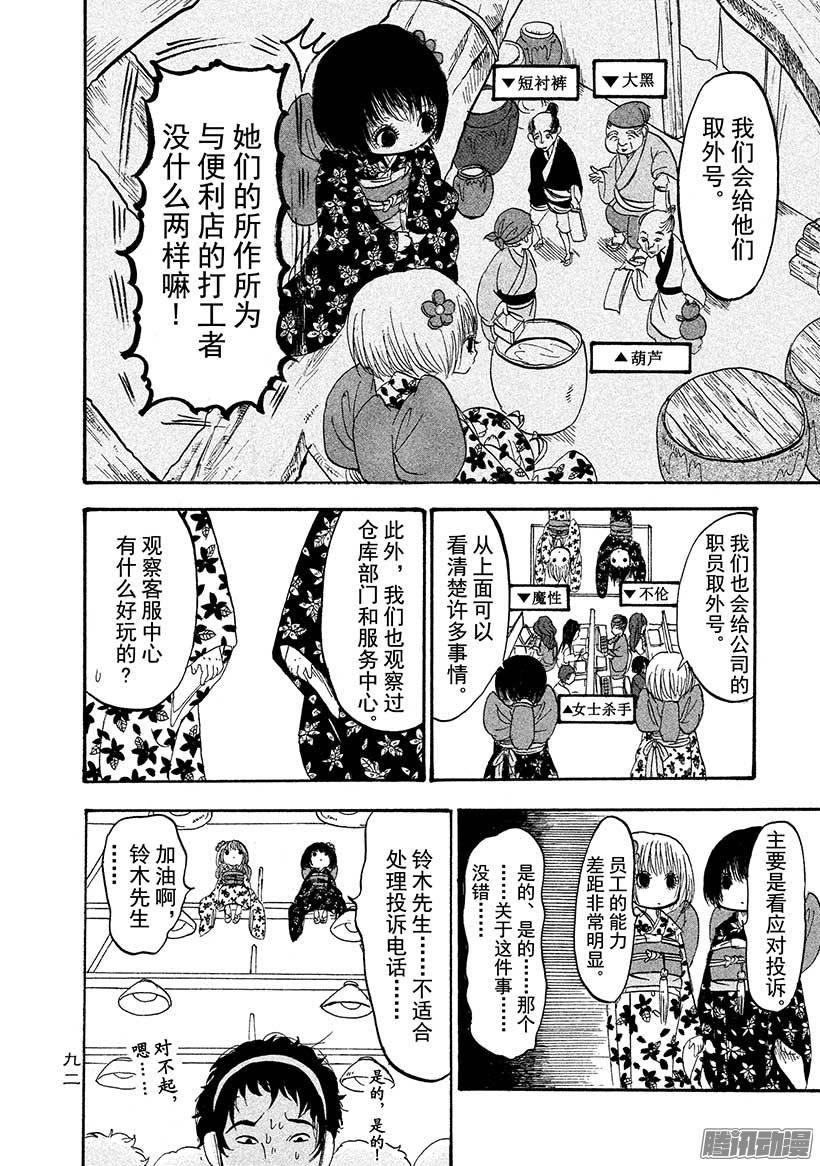 我们会给他们
取外号。
▼大黑
▼短衬裤
▲葫芦
她们的所作所为
与便利店的打工者
没什么两样嘛！
我们也会给公司的
职员取外号。
▼不伦
▼魔性
▲女士杀手
从上面可以
看清楚许多事情。
此外，我们也观察过
仓库部门和服务中心。
观察客服中心
有什么好玩的？
主要是看应对投诉。
员工的能力
差距非常明显。
是的、是的……那个
……关于这件事
没错……
铃木先生……不适合
处理投诉电话……
加油啊，
铃木先生
……
是的，是的！
对不起，
嗯……
九二
腾讯动漫